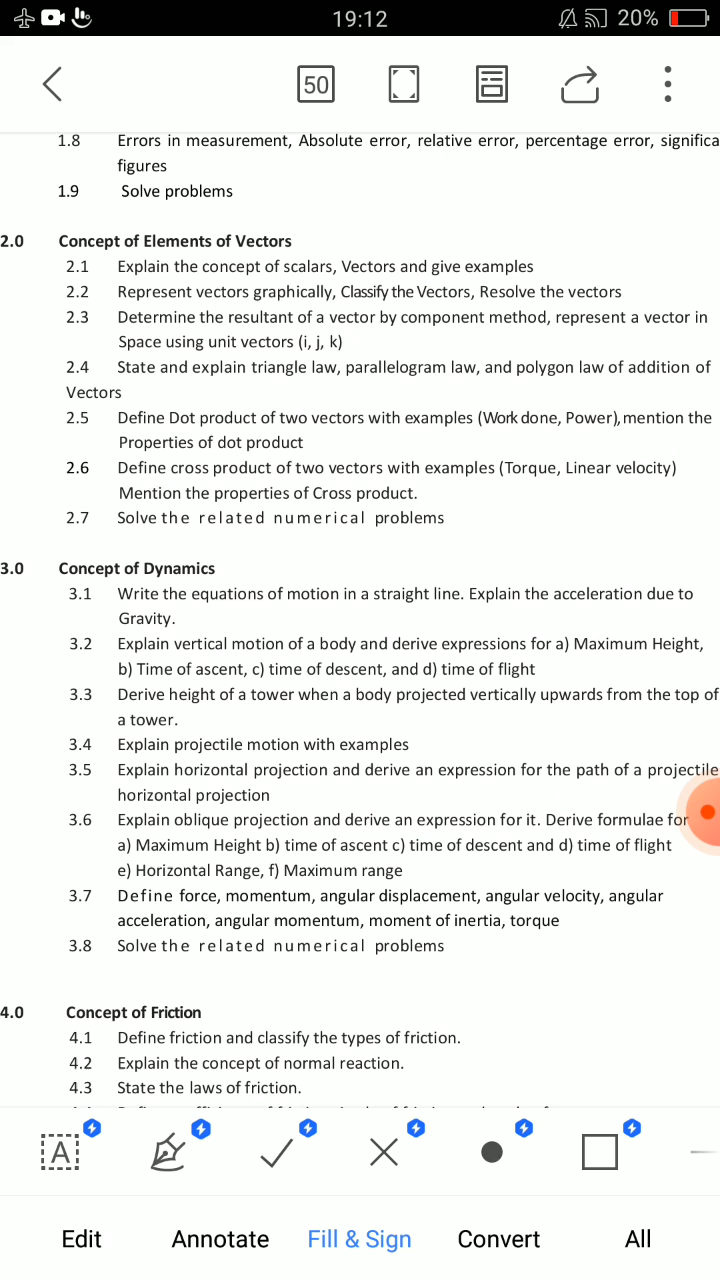 19:12
20%
50
1.8 Errors in measurement, Absolute error, relative error, percentage error, significa
figures
1.9 Solve problems
2.0 Concept of Elements of Vectors
2.1 Explain the concept of scalars, Vectors and give examples
2.2 Represent vectors graphically, Classify the Vectors, Resolve the vectors
2.3 Determine the resultant of a vector by component method, represent a vector in
Space using unit vectors (i, j, k)
2.4 State and explain triangle law, parallelogram law, and polygon law of addition of
Vectors
2.5 Define Dot product of two vectors with examples (Work done, Power), mention the
Properties of dot product
2.6 Define cross product of two vectors with examples (Torque, Linear velocity)
Mention the properties of Cross product.
2.7 Solve the related numerical problems
3.0 Concept of Dynamics
3.1 Write the equations of motion in a straight line. Explain the acceleration due to
Gravity.
3.2 Explain vertical motion of a body and derive expressions for a) Maximum Height,
b) Time of ascent, c) time of descent, and d) time of flight
3.3 Derive height of a tower when a body projected vertically upwards from the top of
a tower.
3.4 Explain projectile motion with examples
3.5 Explain horizontal projection and derive an expression for the path of a projectile
horizontal projection
3.6 Explain oblique projection and derive an expression for it. Derive formulae for
a) Maximum Height b) time of ascent c) time of descent and d) time of flight
e) Horizontal Range, f) Maximum range
3.7 Define force, momentum, angular displacement, angular velocity, angular
acceleration, angular momentum, moment of inertia, torque
3.8 Solve the related numerical problems
4.0 Concept of Friction
4.1 Define friction and classify the types of friction.
4.2 Explain the concept of normal reaction.
4.3 State the laws of friction.
A
Edit Annotate Fill & Sign Convert All